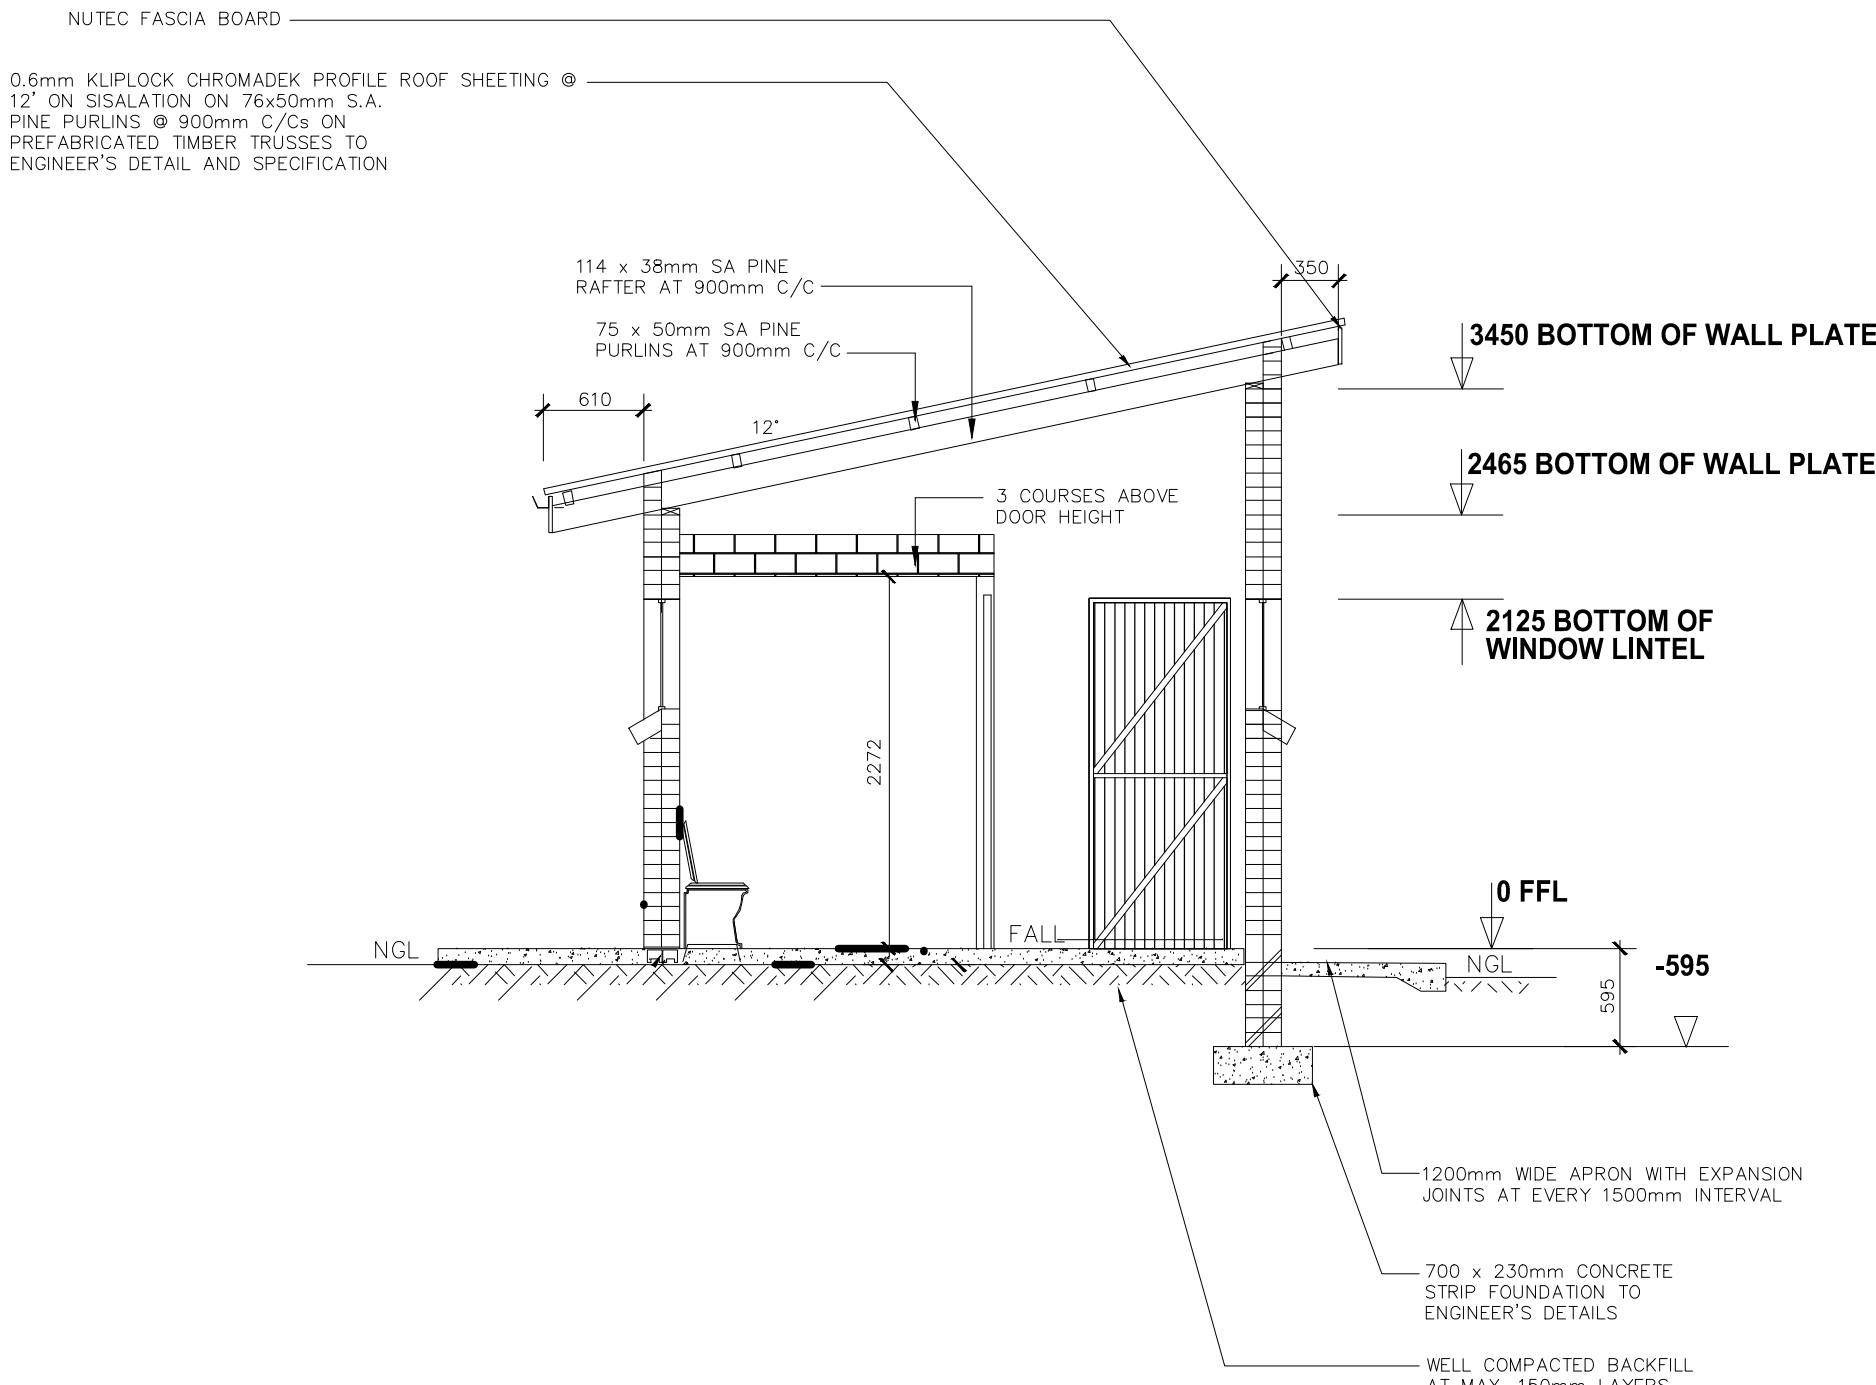 NUTEC FASCIA BOARD
0.6mm KLIPLOCK CHROMADEK PROFILE ROOF SHEETING @
12' ON SISALATION ON 76x50mm S.A.
PINE PURLINS @ 900mm C/Cs ON
PREFABRICATED TIMBER TRUSSES TO
ENGINEER'S DETAIL AND SPECIFICATION
114 x 38mm SA PINE
RAFTER AT 900mm C/C
75 x 50mm SA PINE
PURLINS AT 900mm C/C
350
3450 BOTTOM OF WALL PLATE
610
12°
2465 BOTTOM OF WALL PLATE
3 COURSES ABOVE
DOOR HEIGHT
2125 BOTTOM OF
WINDOW LINTEL
2272
0 FFL
FALL
NGL
NGL
-595
595
1200mm WIDE APRON WITH EXPANSION
JOINTS AT EVERY 1500mm INTERVAL
700 x 230mm CONCRETE
STRIP FOUNDATION TO
ENGINEER'S DETAILS
WELL COMPACTED BACKFILL
AT MAX. 150mm LAYERS